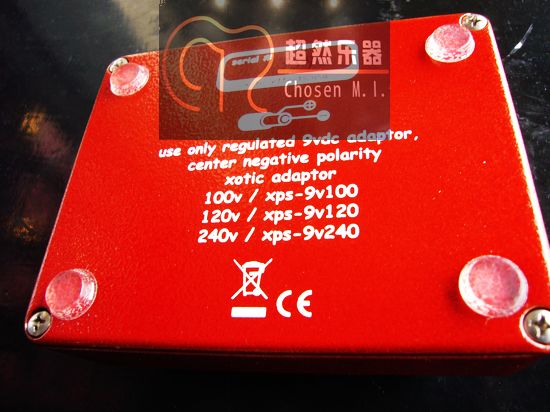 超然乐器
Chosen M.I.
serial #
use only regulated 9vdc adaptor,
center negative polarity
xotic adaptor
100v / xps-9v100
120v / xps-9v120
240v / xps-9v240
CE